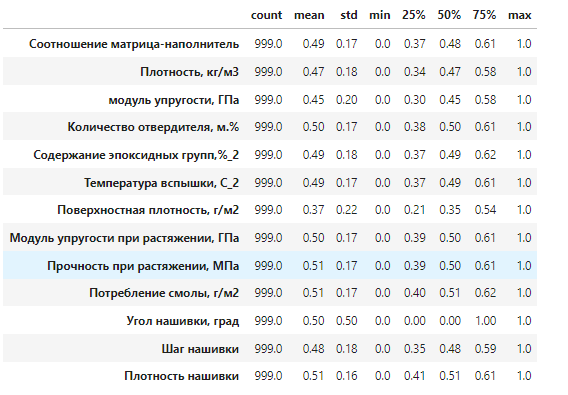 count mean std min 25% 50% 75% max
Соотношение матрица-наполнитель 999.0 0.49 0.17 0.0 0.37 0.48 0.61 1.0
Плотность, кг/м3 999.0 0.47 0.18 0.0 0.34 0.47 0.58 1.0
модуль упругости, ГПа 999.0 0.45 0.20 0.0 0.30 0.45 0.58 1.0
Количество отвердителя, м.% 999.0 0.50 0.17 0.0 0.38 0.50 0.61 1.0
Содержание эпоксидных групп,%_2 999.0 0.49 0.18 0.0 0.37 0.49 0.62 1.0
Температура вспышки, С_2 999.0 0.49 0.17 0.0 0.37 0.49 0.61 1.0
Поверхностная плотность, г/м2 999.0 0.37 0.22 0.0 0.21 0.35 0.54 1.0
Модуль упругости при растяжении, ГПа 999.0 0.50 0.17 0.0 0.39 0.50 0.61 1.0
Прочность при растяжении, МПа 999.0 0.51 0.17 0.0 0.39 0.50 0.61 1.0
Потребление смолы, г/м2 999.0 0.51 0.17 0.0 0.40 0.51 0.62 1.0
Угол нашивки, град 999.0 0.50 0.50 0.0 0.00 0.00 1.00 1.0
Шаг нашивки 999.0 0.48 0.18 0.0 0.35 0.48 0.59 1.0
Плотность нашивки 999.0 0.51 0.16 0.0 0.41 0.51 0.61 1.0